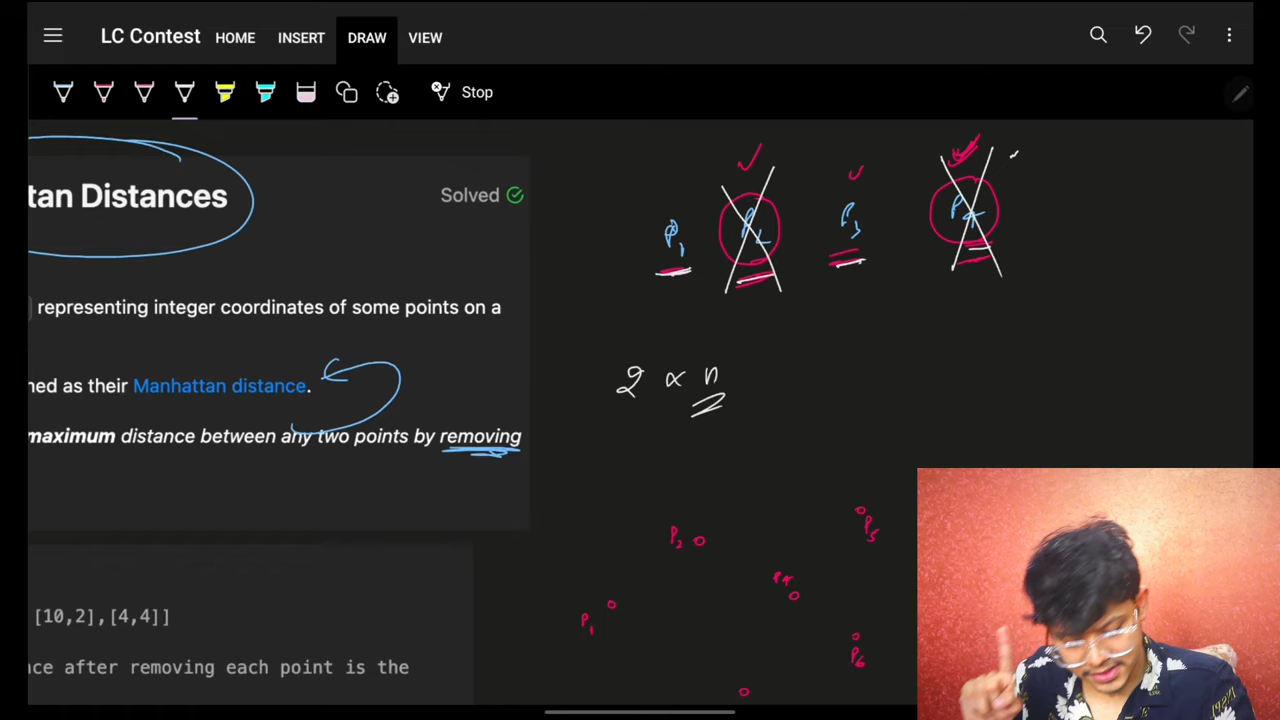 LC Contest HOME INSERT DRAW VIEW
Stop
tan Distances
Solved
P1 P2 P3 P4
representing integer coordinates of some points on a
ned as their Manhattan distance.
2 ∝ n
maximum distance between any two points by removing
P2
P5
P4
P1
P6
[10,2],[4,4]]
ce after removing each point is the